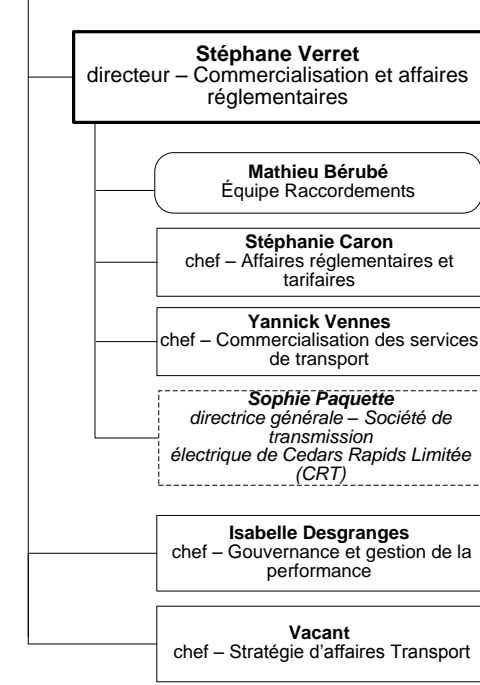 Stéphane Verret
directeur – Commercialisation et affaires
réglementaires
Mathieu Bérubé
Équipe Raccordements
Stéphanie Caron
chef – Affaires réglementaires et
tarifaires
Yannick Vennes
chef – Commercialisation des services
de transport
Sophie Paquette
directrice générale – Société de
transmission
électrique de Cedars Rapids Limitée
(CRT)
Isabelle Desgranges
chef – Gouvernance et gestion de la
performance
Vacant
chef – Stratégie d’affaires Transport